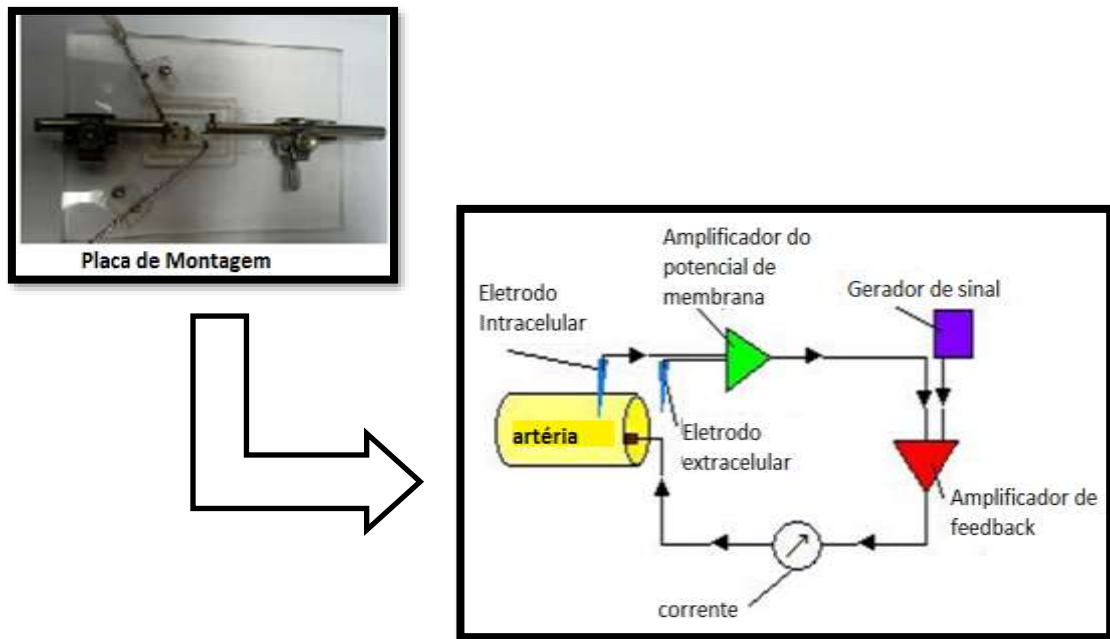 Placa de Montagem
Amplificador do
potencial de
membrana
Gerador de sinal
Eletrodo
Intracelular
artéria
Eletrodo
extracelular
Amplificador de
feedback
corrente